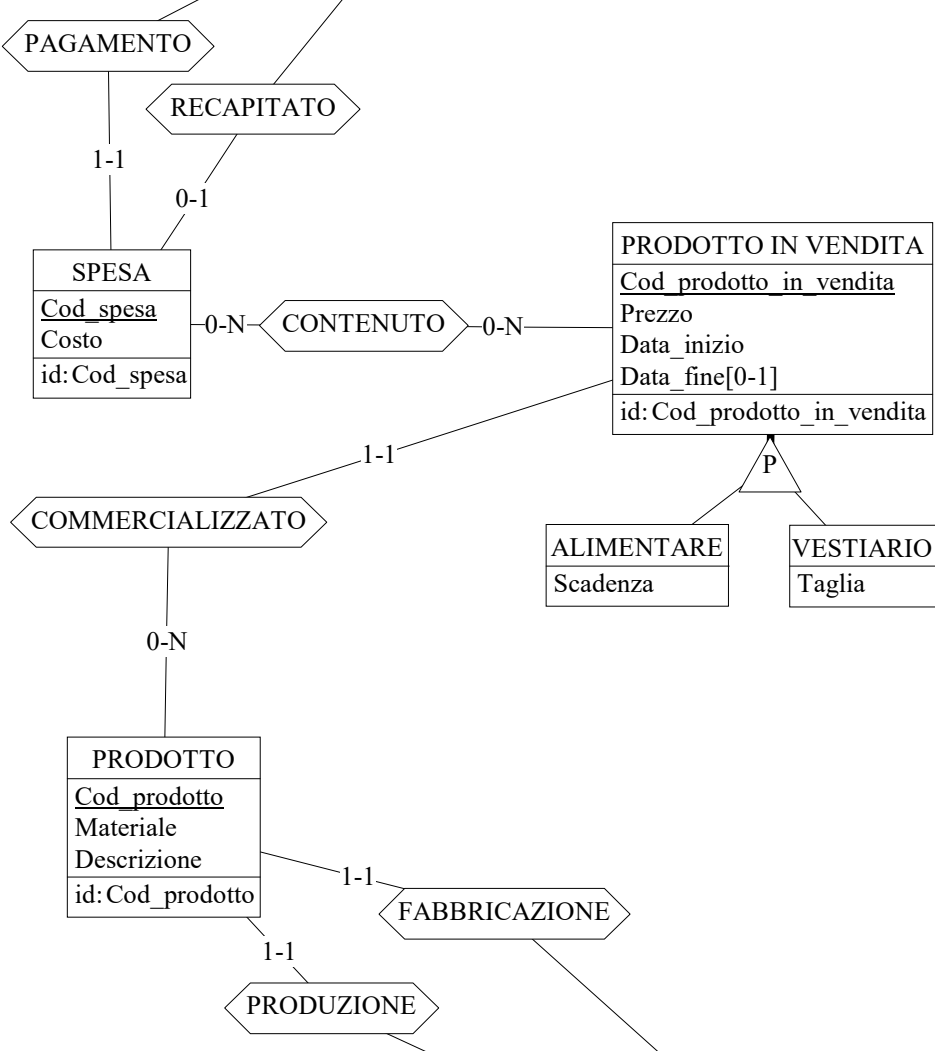 PAGAMENTO
RECAPITATO
1-1
0-1
SPESA
Cod_spesa
Costo
id: Cod_spesa
0-N
CONTENUTO
0-N
PRODOTTO IN VENDITA
Cod_prodotto_in_vendita
Prezzo
Data_inizio
Data_fine[0-1]
id: Cod_prodotto_in_vendita
P
1-1
COMMERCIALIZZATO
ALIMENTARE
Scadenza
VESTIARIO
Taglia
0-N
PRODOTTO
Cod_prodotto
Materiale
Descrizione
id: Cod_prodotto
1-1
FABBRICAZIONE
1-1
PRODUZIONE